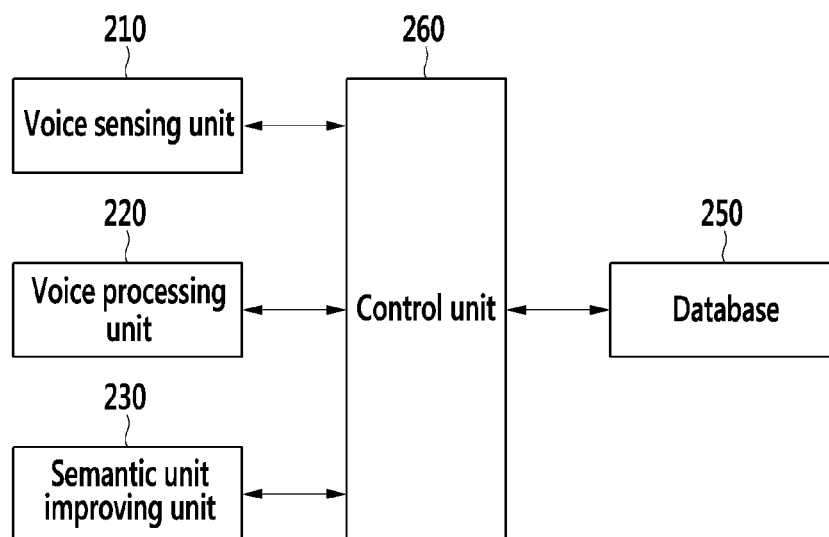 210
260
Voice sensing unit
220
250
Voice processing
unit
Control unit
Database
230
Semantic unit
improving unit